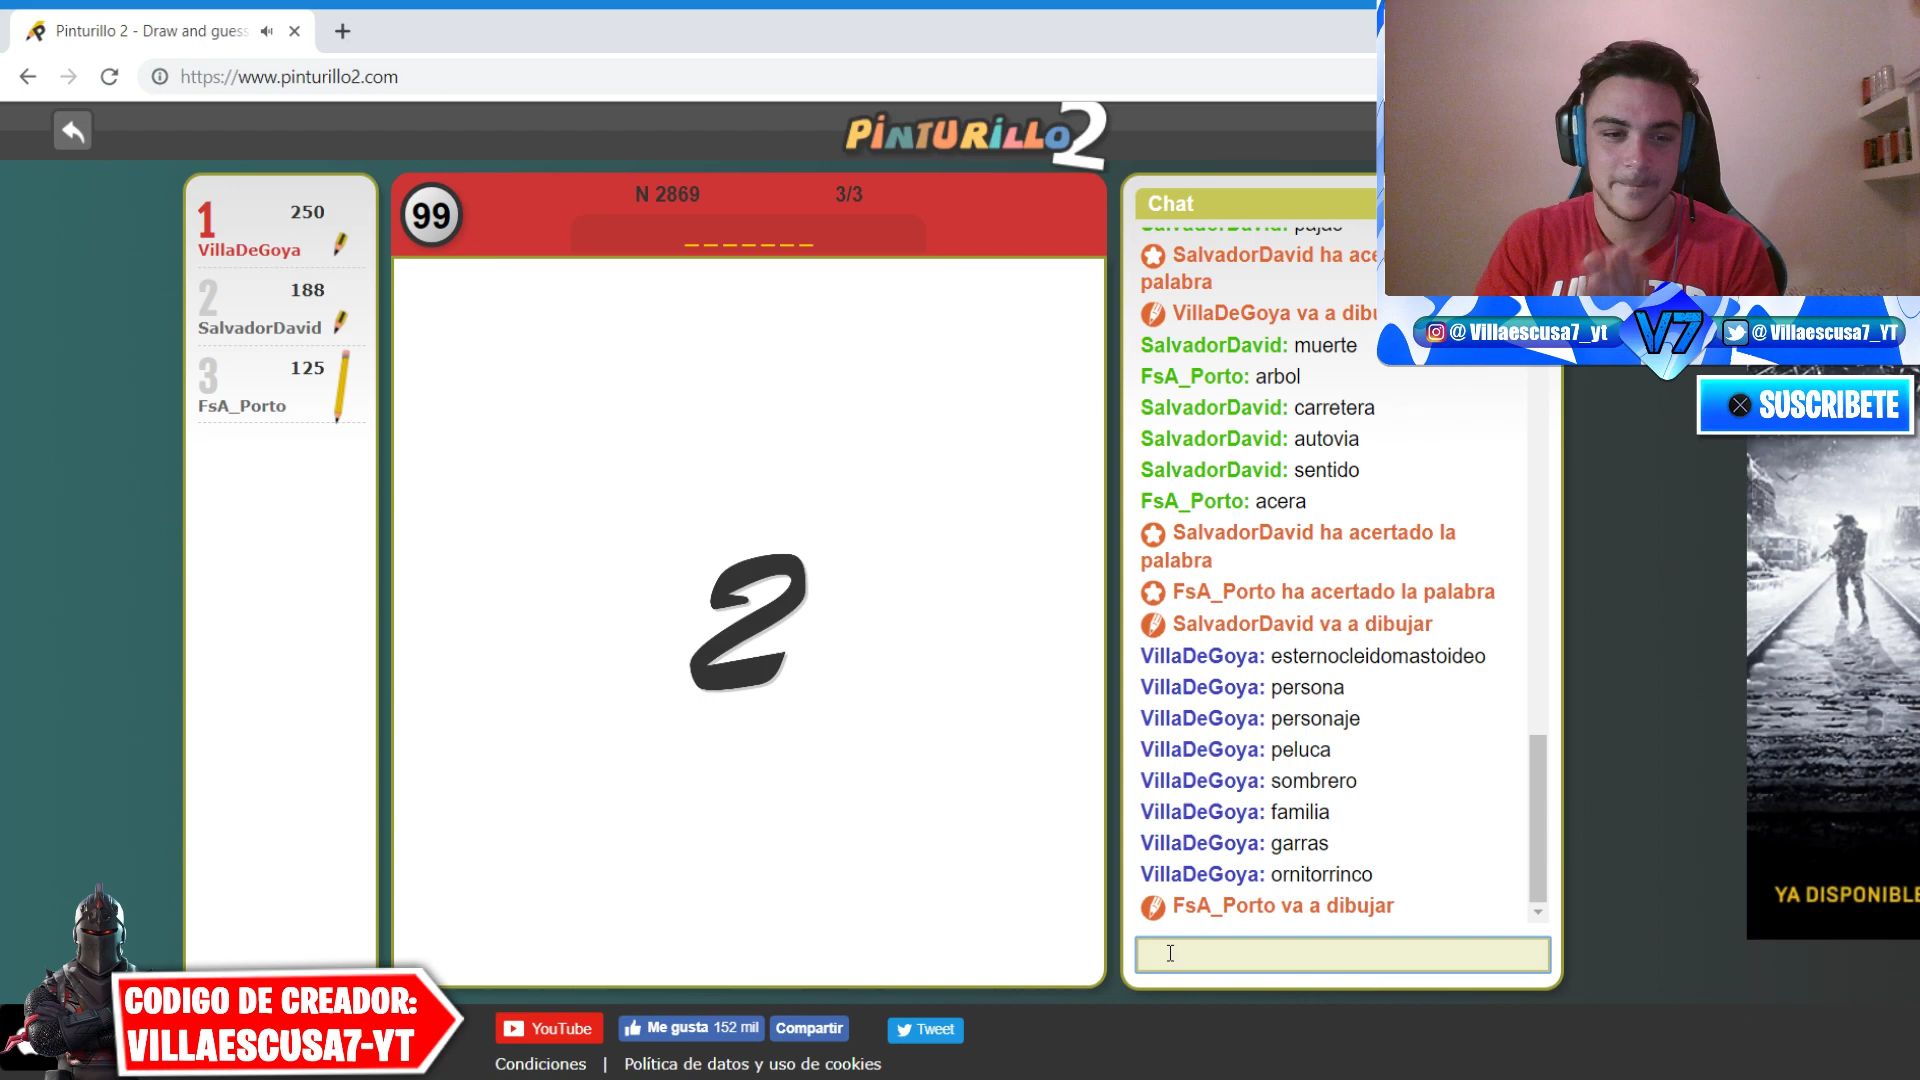 Pinturillo 2 - Draw and guess
https://www.pinturillo2.com
PINTURILLO 2
1 250
VillaDeGoya
2 188
SalvadorDavid
3 125
FsA_Porto
99
N 2869 3/3
_ _ _ _ _ _ _
2
Chat
SalvadorDavid: pajas
SalvadorDavid ha ace
palabra
VillaDeGoya va a dibu
SalvadorDavid: muerte
FsA_Porto: arbol
SalvadorDavid: carretera
SalvadorDavid: autovia
SalvadorDavid: sentido
FsA_Porto: acera
SalvadorDavid ha acertado la
palabra
FsA_Porto ha acertado la palabra
SalvadorDavid va a dibujar
VillaDeGoya: esternocleidomastoideo
VillaDeGoya: persona
VillaDeGoya: personaje
VillaDeGoya: peluca
VillaDeGoya: sombrero
VillaDeGoya: familia
VillaDeGoya: garras
VillaDeGoya: ornitorrinco
FsA_Porto va a dibujar
@ Villaescusa7_yt
V7
@ Villaescusa7_YT
SUSCRIBETE
YA DISPONIBLE
CODIGO DE CREADOR:
VILLAESCUSA7-YT
YouTube
Me gusta 152 mil
Compartir
Tweet
Condiciones | Política de datos y uso de cookies